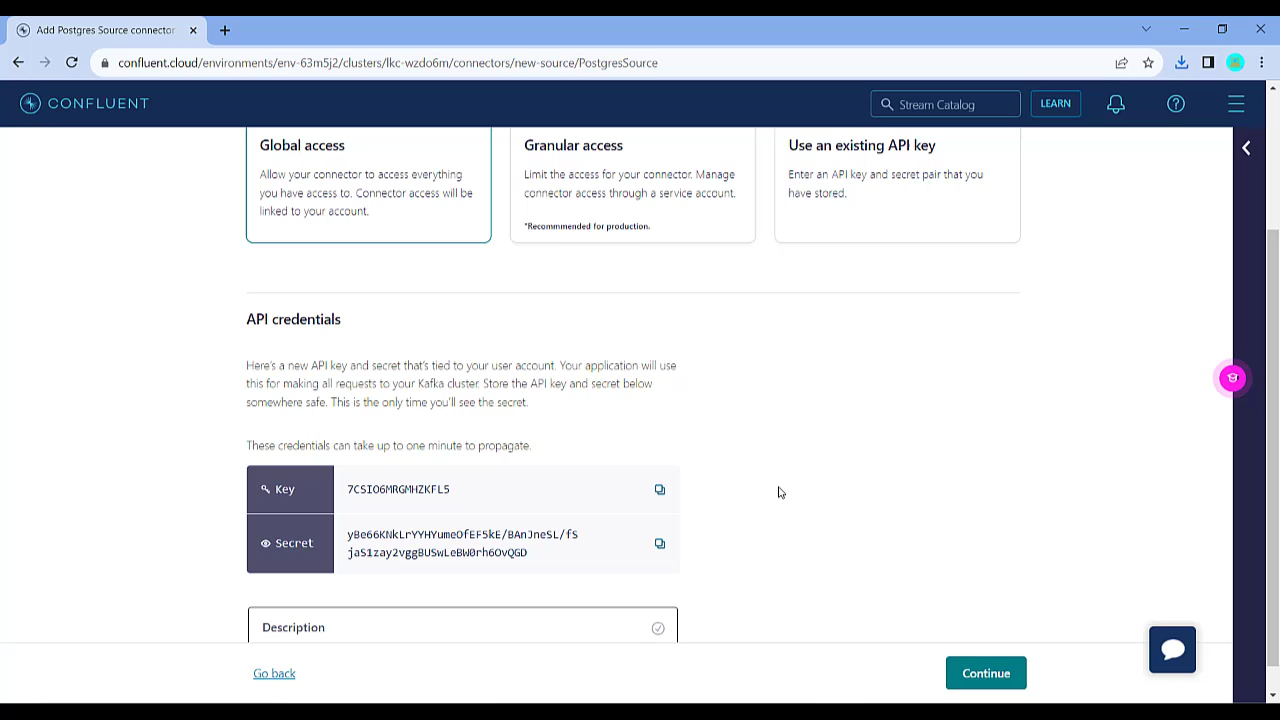 Add Postgres Source connector
confluent.cloud/environments/env-63m5j2/clusters/lkc-wzdo6m/connectors/new-source/PostgresSource
CONFLUENT
Stream Catalog
LEARN
Global access
Allow your connector to access everything
you have access to. Connector access will be
linked to your account.
Granular access
Limit the access for your connector. Manage
connector access through a service account.
*Recommmended for production.
Use an existing API key
Enter an API key and secret pair that you
have stored.
API credentials
Here's a new API key and secret that's tied to your user account. Your application will use
this for making all requests to your Kafka cluster. Store the API key and secret below
somewhere safe. This is the only time you'll see the secret.
These credentials can take up to one minute to propagate.
Key
7CSIO6MRGMHZKFL5
Secret
yBe66KNkLrYYHYumeOfEF5kE/BAnJneSL/fS
jaS1zay2vggBUSwLeBW0rh6OvQGD
Description
Go back
Continue